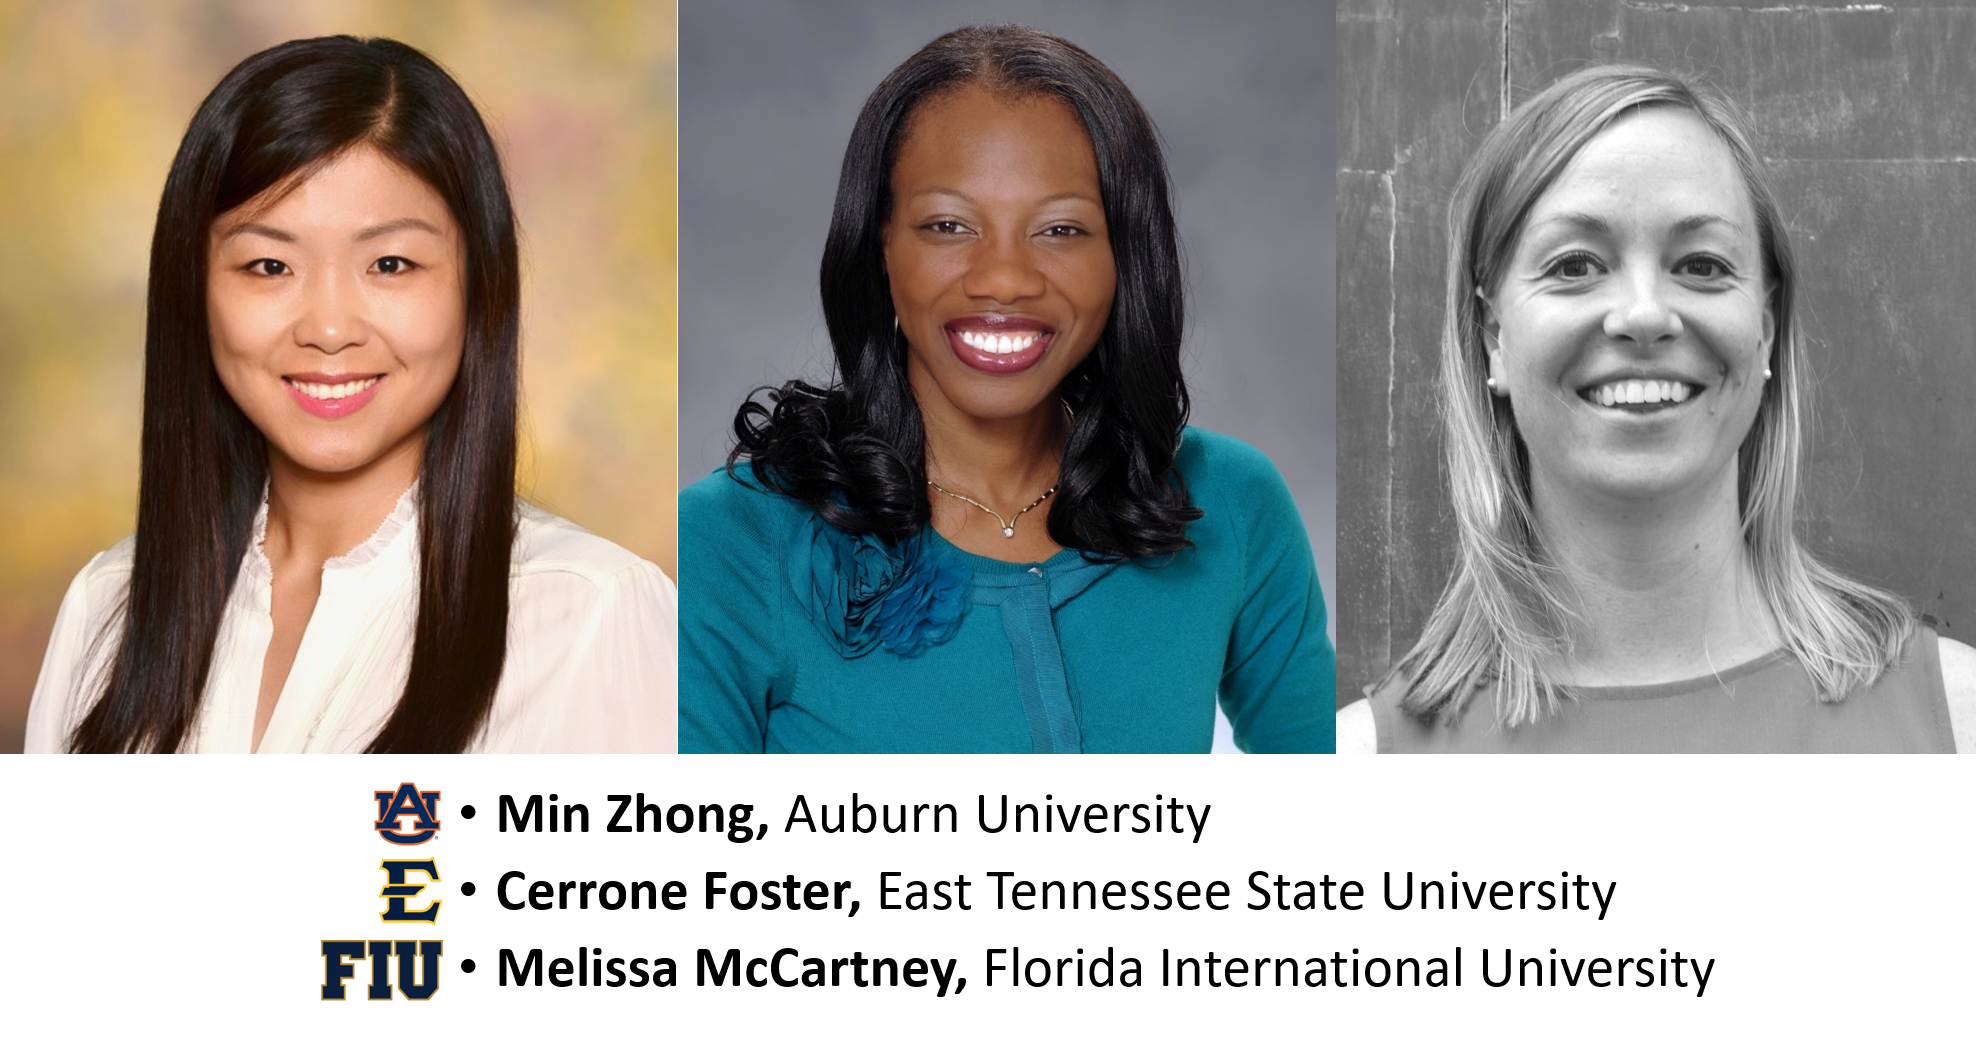 AU • Min Zhong, Auburn University
E • Cerrone Foster, East Tennessee State University
FIU • Melissa McCartney, Florida International University